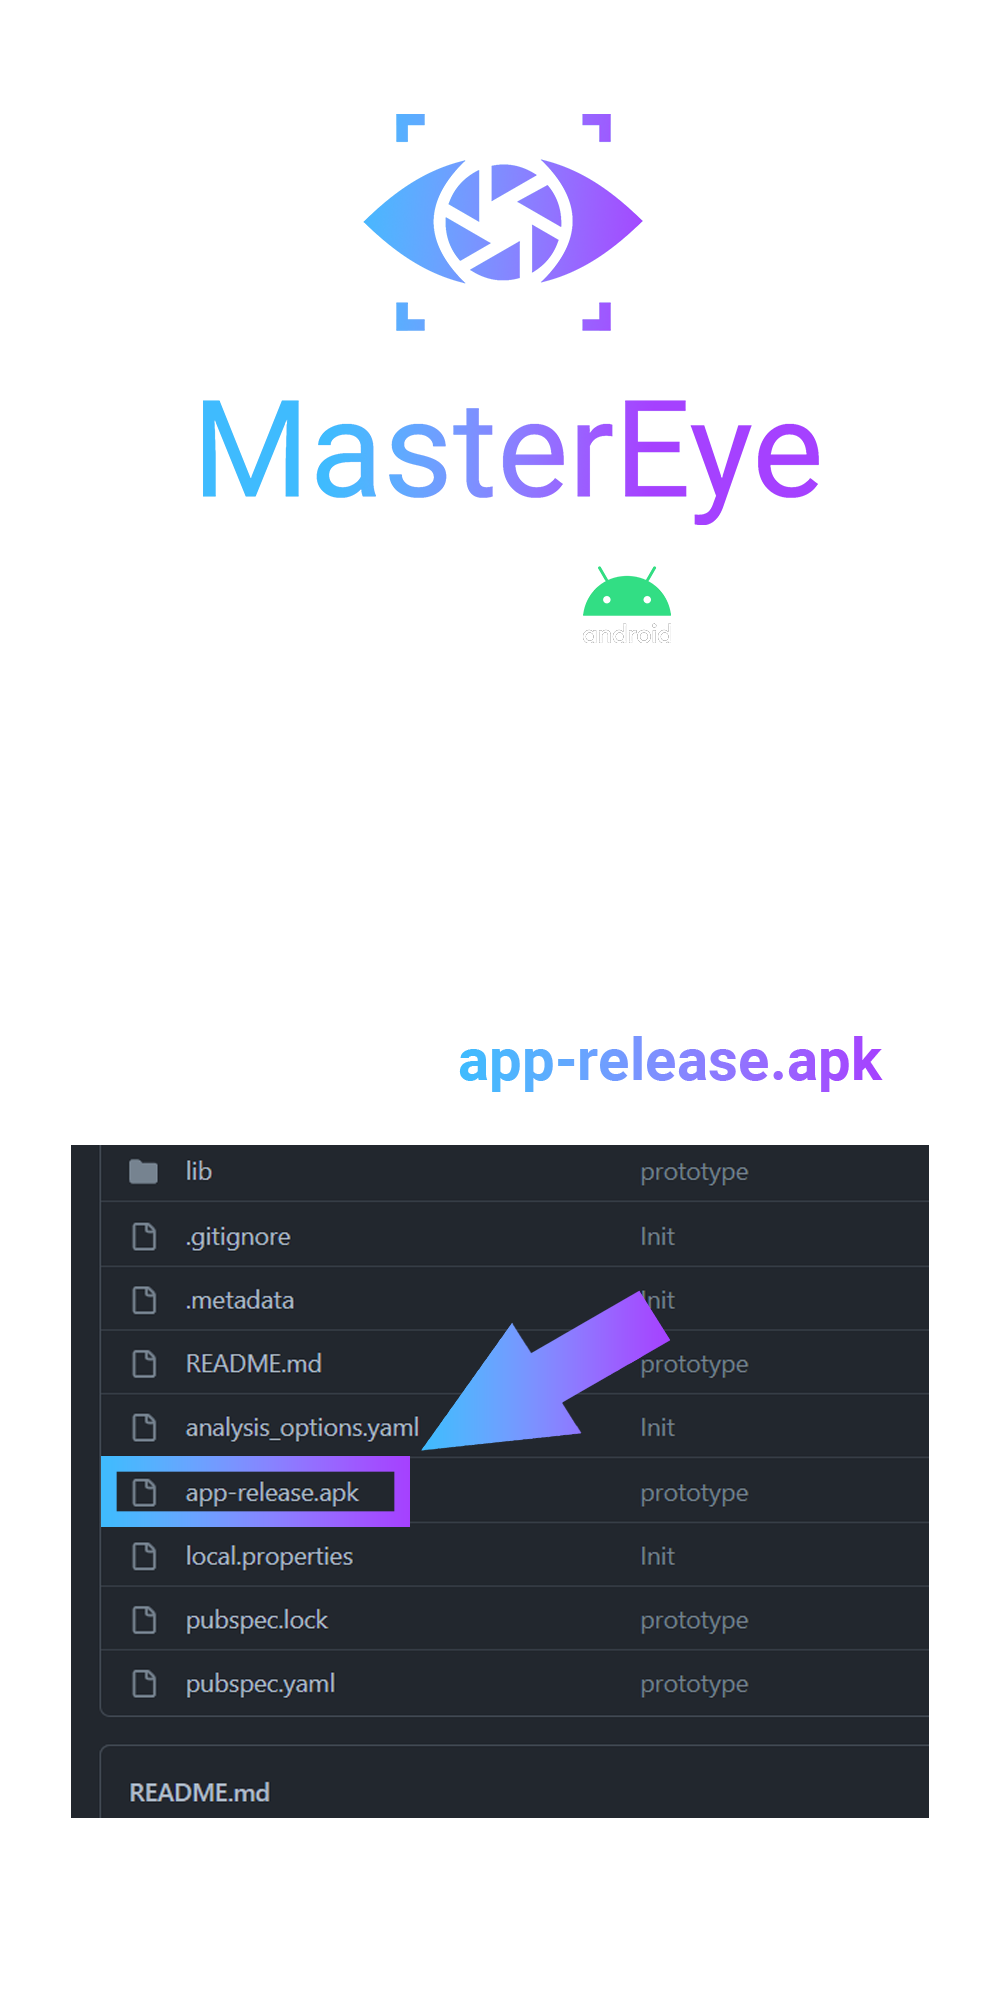 MasterEye
android
app-release.apk
lib prototype
.gitignore Init
.metadata Init
README.md prototype
analysis_options.yaml Init
app-release.apk prototype
local.properties Init
pubspec.lock prototype
pubspec.yaml prototype
README.md